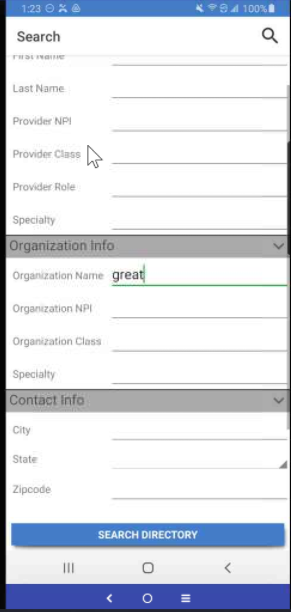 1:23 100%
Search
First Name
Last Name
Provider NPI
Provider Class
Provider Role
Specialty
Organization Info
Organization Name great
Organization NPI
Organization Class
Specialty
Contact Info
City
State
Zipcode
SEARCH DIRECTORY